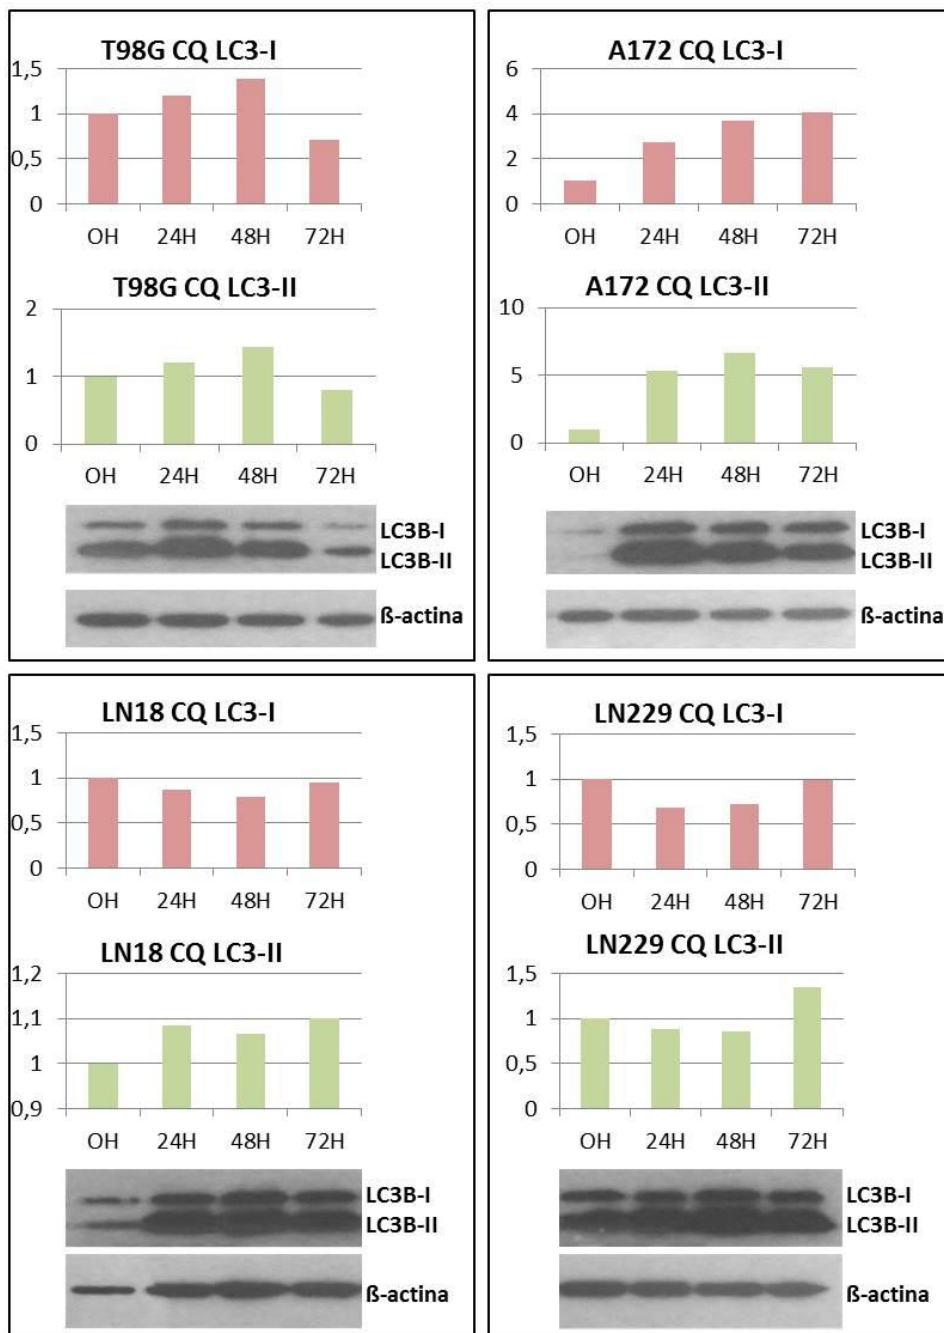 T98G CQ LC3-I
1,5
1
0,5
0
OH 24H 48H 72H
T98G CQ LC3-II
2
1
0
OH 24H 48H 72H
LC3B-I
LC3B-II
ß-actina
A172 CQ LC3-I
6
4
2
0
OH 24H 48H 72H
A172 CQ LC3-II
10
5
0
OH 24H 48H 72H
LC3B-I
LC3B-II
ß-actina
LN18 CQ LC3-I
1,5
1
0,5
0
OH 24H 48H 72H
LN18 CQ LC3-II
1,2
1,1
1
0,9
OH 24H 48H 72H
LC3B-I
LC3B-II
ß-actina
LN229 CQ LC3-I
1,5
1
0,5
0
OH 24H 48H 72H
LN229 CQ LC3-II
1,5
1
0,5
0
OH 24H 48H 72H
LC3B-I
LC3B-II
ß-actina